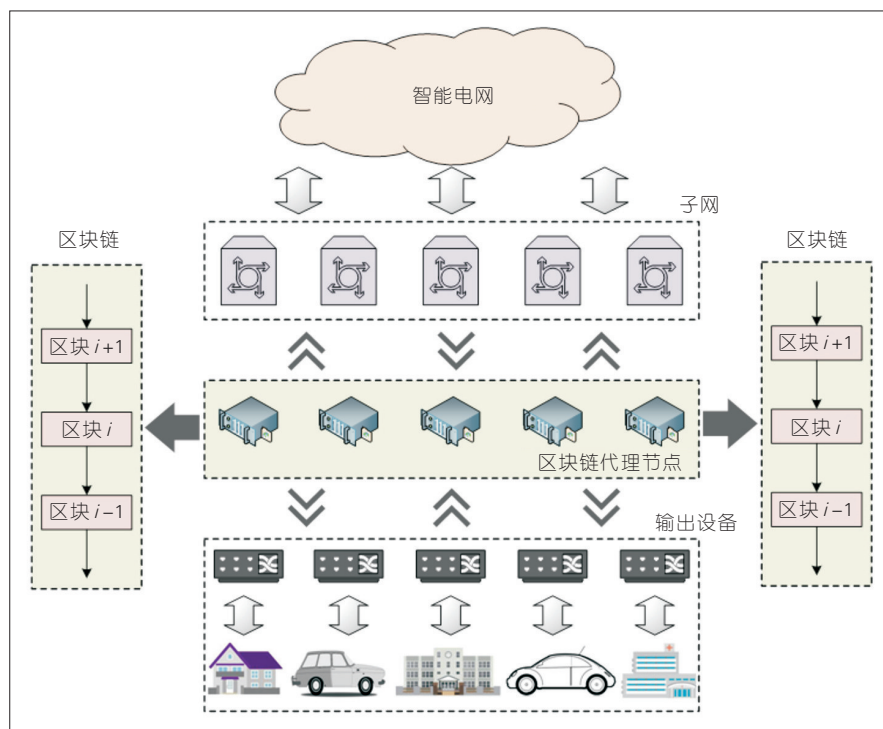 智能电网
子网
区块链
区块 i+1
区块 i
区块 i-1
区块链代理节点
输出设备
区块链
区块 i+1
区块 i
区块 i-1